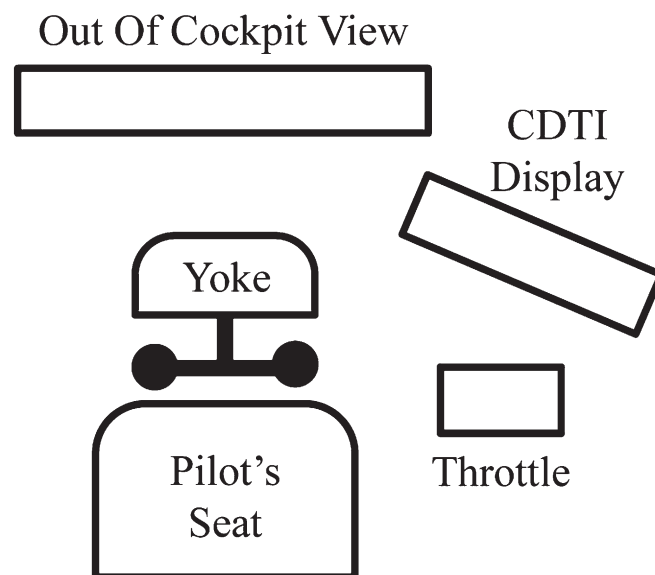 Out Of Cockpit View
CDTI
Display
Yoke
Throttle
Pilot’s
Seat